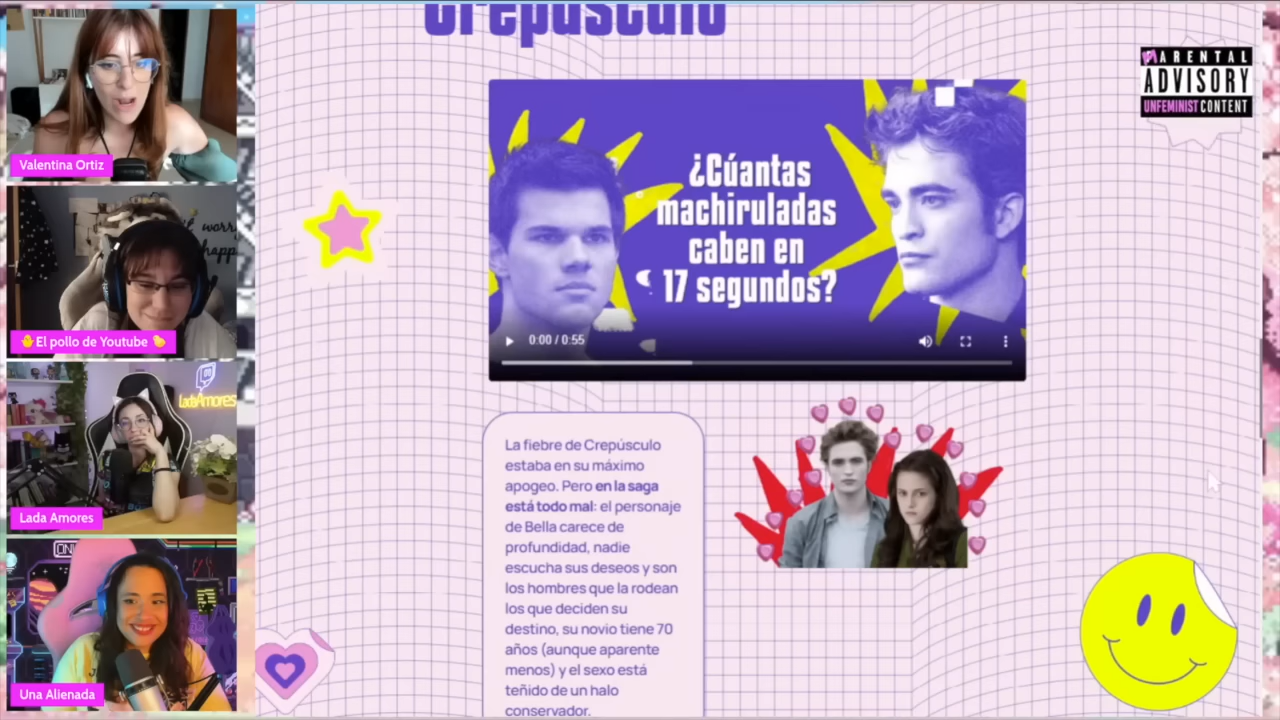 Crepúsculo
PARENTAL
ADVISORY
UNFEMINIST CONTENT
¿Cúantas
machiruladas
caben en
17 segundos?
0:00 / 0:55
La fiebre de Crepúsculo
estaba en su máximo
apogeo. Pero en la saga
está todo mal: el personaje
de Bella carece de
profundidad, nadie
escucha sus deseos y son
los hombres que la rodean
los que deciden su
destino, su novio tiene 70
años (aunque aparente
menos) y el sexo está
teñido de un halo
conservador.
Valentina Ortiz
worry
happ
🐥El pollo de Youtube 🍤
LadaAmores
Lada Amores
ON
Una Alienada